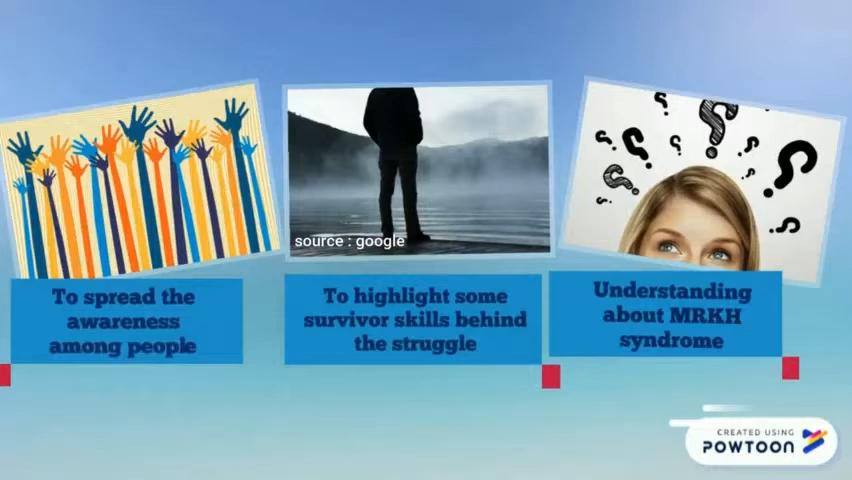 source : google
To spread the
awareness
among people
To highlight some
survivor skills behind
the struggle
Understanding
about MRKH
syndrome
CREATED USING
POWTOON